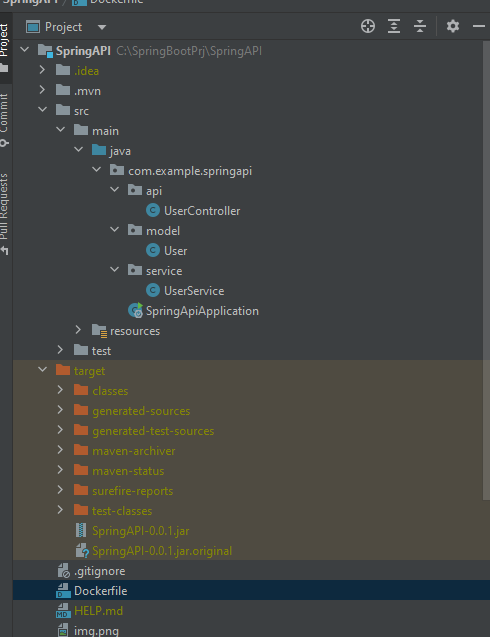 SpringAPI Dockerfile
Project
SpringAPI C:\SpringBootPrj\SpringAPI
.idea
.mvn
src
main
java
com.example.springapi
api
UserController
model
User
service
UserService
SpringApiApplication
resources
test
target
classes
generated-sources
generated-test-sources
maven-archiver
maven-status
surefire-reports
test-classes
SpringAPI-0.0.1.jar
SpringAPI-0.0.1.jar.original
.gitignore
Dockerfile
HELP.md
img.png
Project
Commit
Pull Requests